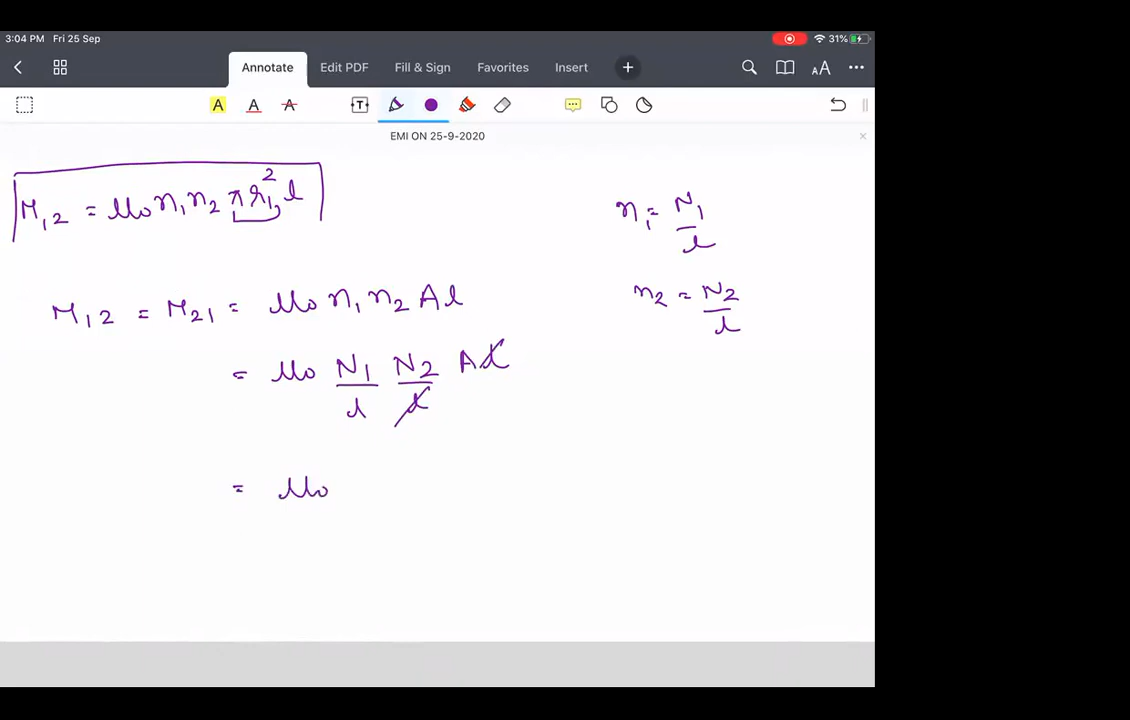 3:04 PM Fri 25 Sep 31%
Annotate Edit PDF Fill & Sign Favorites Insert
A A A T
EMI ON 25-9-2020
M₁₂ = μ₀ n₁ n₂ π r₁² l
n₁ = N₁/l
n₂ = N₂/l
M₁₂ = M₂₁ = μ₀ n₁ n₂ A l
= μ₀ N₁/l N₂/l A l
= μ₀